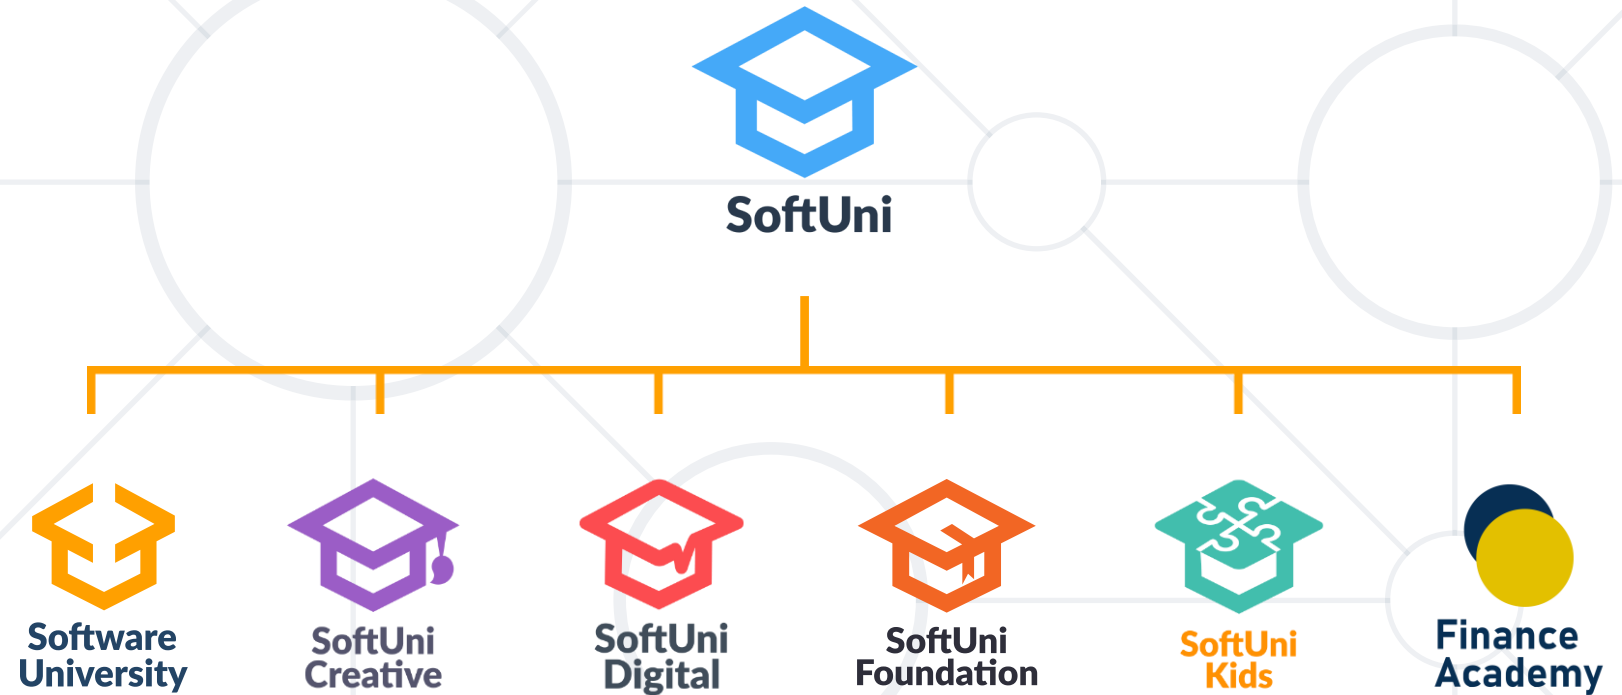 SoftUni
Software
University
SoftUni
Creative
SoftUni
Digital
SoftUni
Foundation
SoftUni
Kids
Finance
Academy